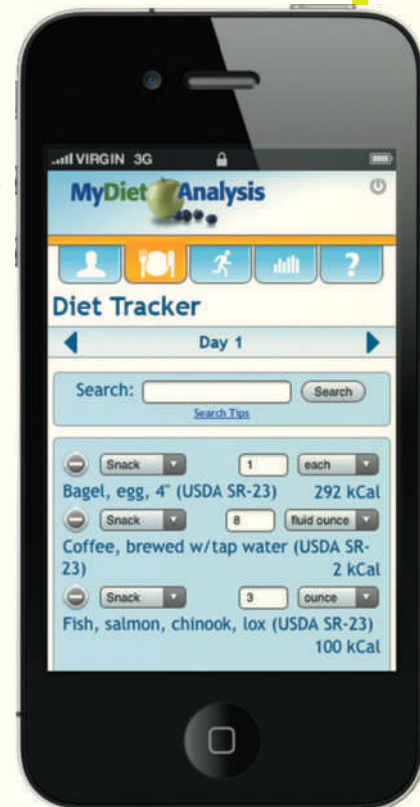 VIRGIN 3G
MyDiet Analysis
?
Diet Tracker
Day 1
Search: Search
Search Tips
Snack 1 each
Bagel, egg, 4" (USDA SR-23) 292 kCal
Snack 8 fluid ounce
Coffee, brewed w/tap water (USDA SR-
23) 2 kCal
Snack 3 ounce
Fish, salmon, chinook, lox (USDA SR-23)
100 kCal